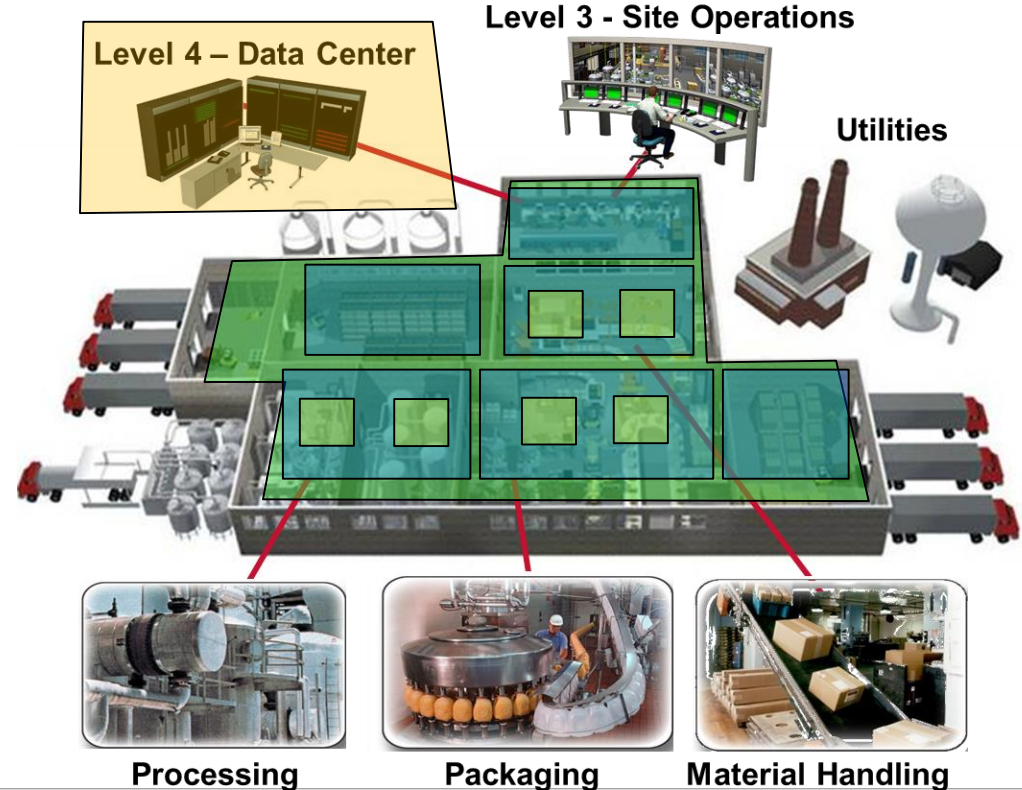 Level 3 - Site Operations
Level 4 – Data Center
Utilities
Processing
Packaging
Material Handling